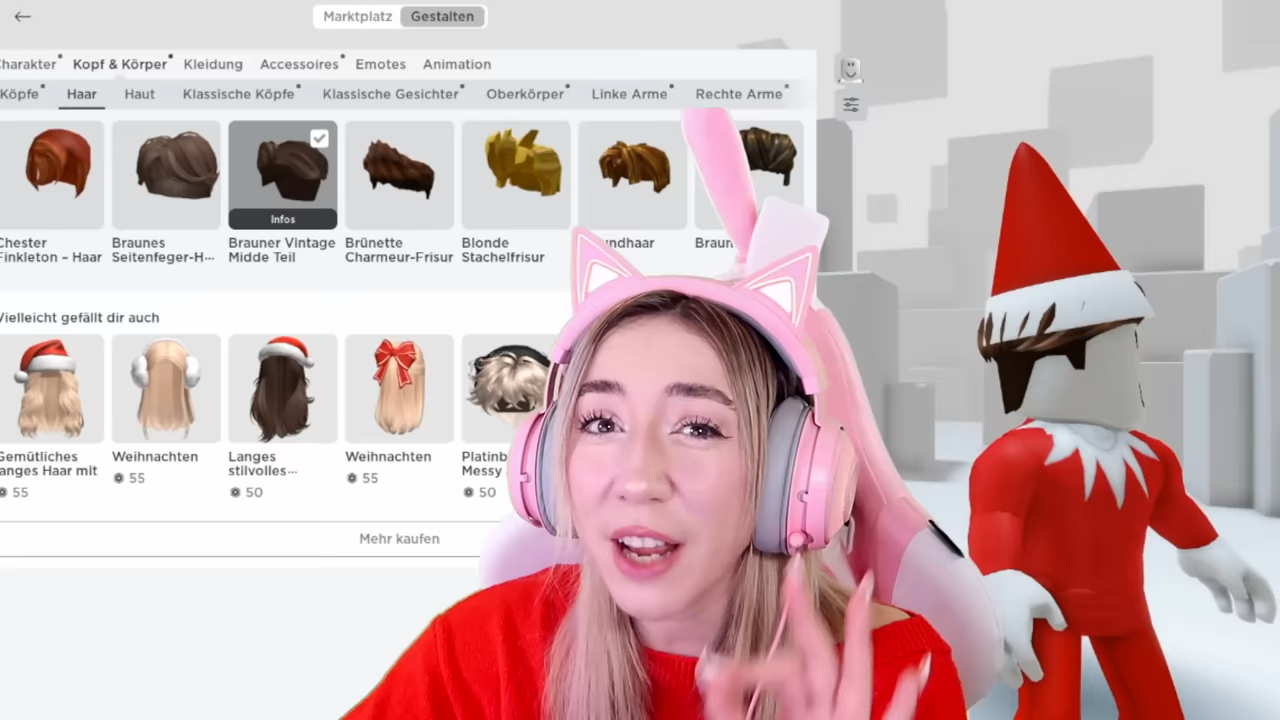 Marktplatz Gestalten
Charakter Kopf & Körper Kleidung Accessoires Emotes Animation
Köpfe Haar Haut Klassische Köpfe Klassische Gesichter Oberkörper Linke Arme Rechte Arme
Infos
Chester
Finkleton – Haar
Braunes
Seitenfeger-H···
Brauner Vintage
Midde Teil
Brünette
Charmeur-Frisur
Blonde
Stachelfrisur
Vielleicht gefällt dir auch
Gemütliches
langes Haar mit
55
Weihnachten
55
Langes
stilvolles···
50
Weihnachten
55
Messy
50
Mehr kaufen